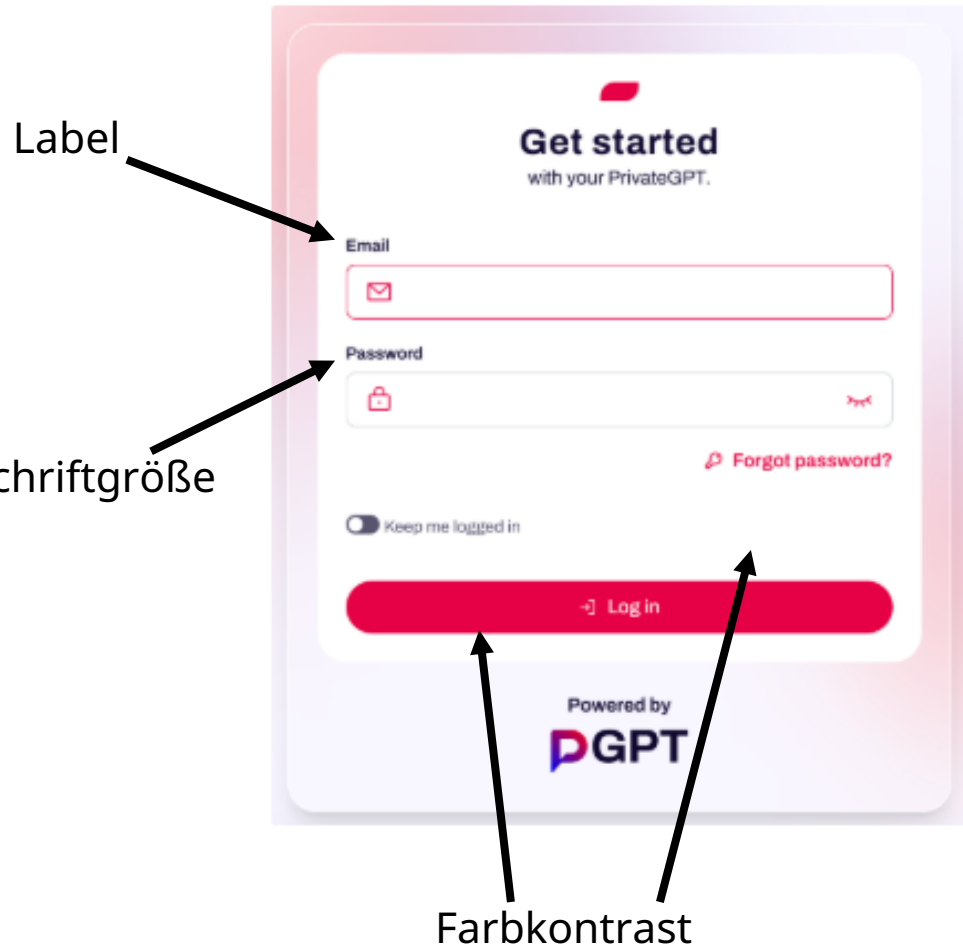 Get started
with your PrivateGPT.
Label
Email
Password
chriftgröße
Forgot password?
Keep me logged in
Log in
Powered by
PGPT
Farbkontrast